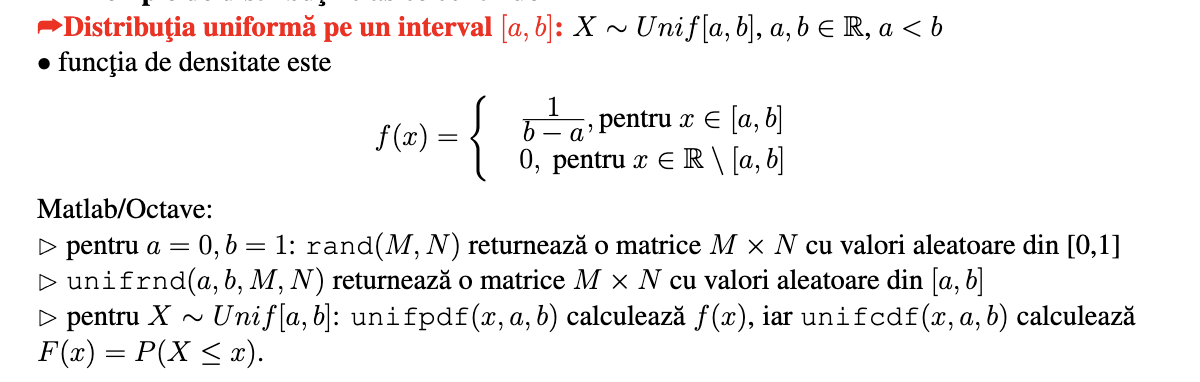 ➦Distribuţia uniformă pe un interval [a, b]: X ∼ Unif[a, b], a, b ∈ ℝ, a < b
• funcţia de densitate este
f(x) = { 1/(b − a), pentru x ∈ [a, b]
0, pentru x ∈ ℝ \ [a, b]
Matlab/Octave:
▷ pentru a = 0, b = 1: rand(M, N) returnează o matrice M × N cu valori aleatoare din [0,1]
▷ unifrnd(a, b, M, N) returnează o matrice M × N cu valori aleatoare din [a, b]
▷ pentru X ∼ Unif[a, b]: unifpdf(x, a, b) calculează f(x), iar unifcdf(x, a, b) calculează
F(x) = P(X ≤ x).